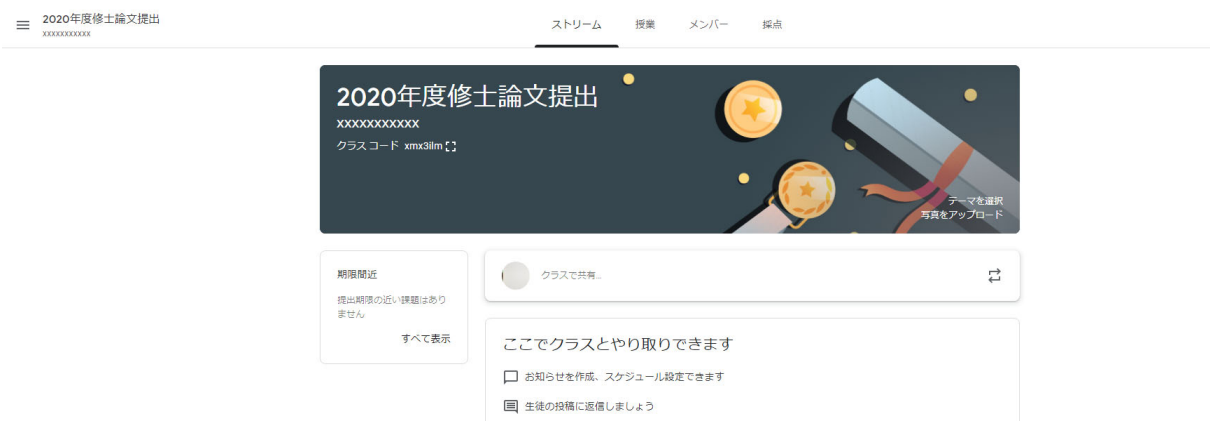 2020年度修士論文提出
xxxxxxxxxxx
ストリーム 授業 メンバー 採点
2020年度修士論文提出
xxxxxxxxxxx
クラス コード xmx3ilm
テーマを選択
写真をアップロード
期限間近
提出期限の近い課題はあり
ません
すべて表示
クラスで共有...
ここでクラスとやり取りできます
お知らせを作成、スケジュール設定できます
生徒の投稿に返信しましょう